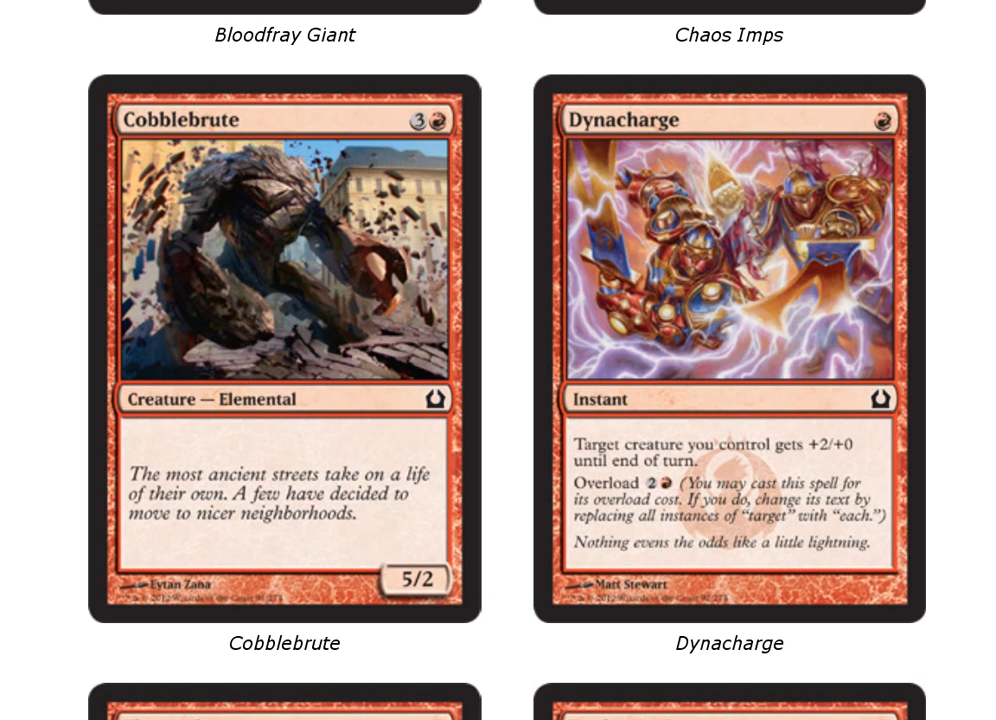 Bloodfray Giant
Chaos Imps
Cobblebrute
3
Creature — Elemental
The most ancient streets take on a life
of their own. A few have decided to
move to nicer neighborhoods.
5/2
Eytan Zana
Cobblebrute
Dynacharge
Instant
Target creature you control gets +2/+0
until end of turn.
Overload 2 (You may cast this spell for
its overload cost. If you do, change its text by
replacing all instances of “target” with “each.”)
Nothing evens the odds like a little lightning.
Matt Stewart
Dynacharge